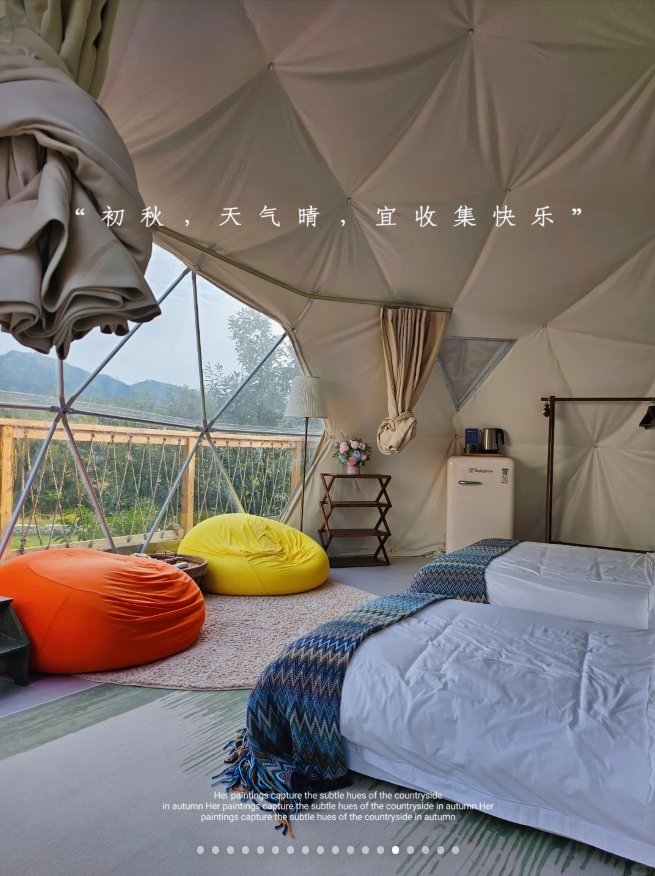 “初秋，天气晴，宜收集快乐”
Her paintings capture the subtle hues of the countryside
in autumn Her paintings capture the subtle hues of the countryside in autumn Her
paintings capture the subtle hues of the countryside in autumn